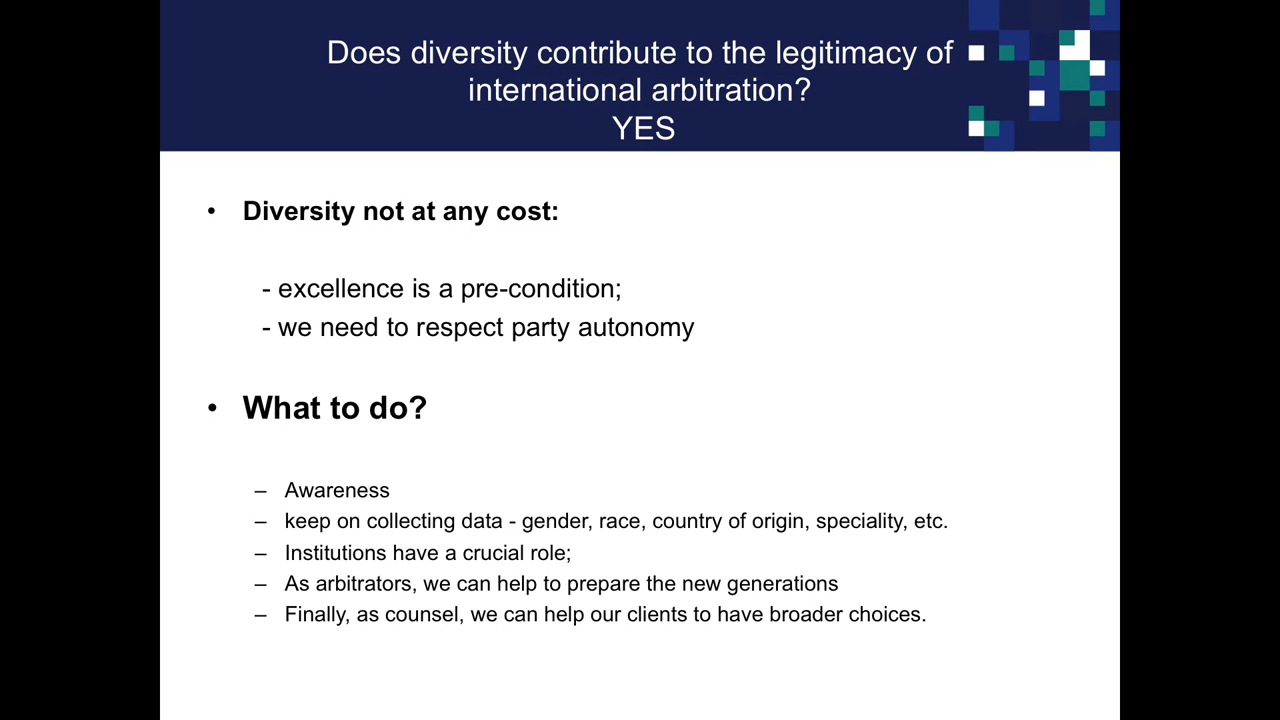 Does diversity contribute to the legitimacy of
international arbitration?
YES
• Diversity not at any cost:
- excellence is a pre-condition;
- we need to respect party autonomy
• What to do?
– Awareness
– keep on collecting data - gender, race, country of origin, speciality, etc.
– Institutions have a crucial role;
– As arbitrators, we can help to prepare the new generations
– Finally, as counsel, we can help our clients to have broader choices.